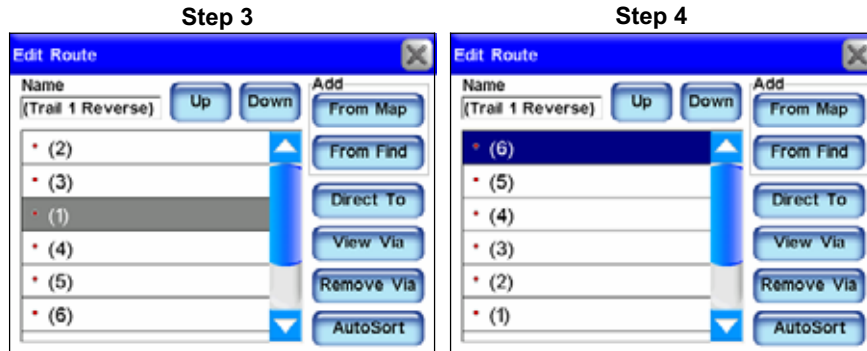 Step 3
Edit Route
Name
(Trail 1 Reverse)
Up
Down
Add
From Map
From Find
Direct To
View Via
Remove Via
AutoSort
(2)
(3)
(1)
(4)
(5)
(6)
Step 4
Edit Route
Name
(Trail 1 Reverse)
Up
Down
Add
From Map
From Find
Direct To
View Via
Remove Via
AutoSort
(6)
(5)
(4)
(3)
(2)
(1)